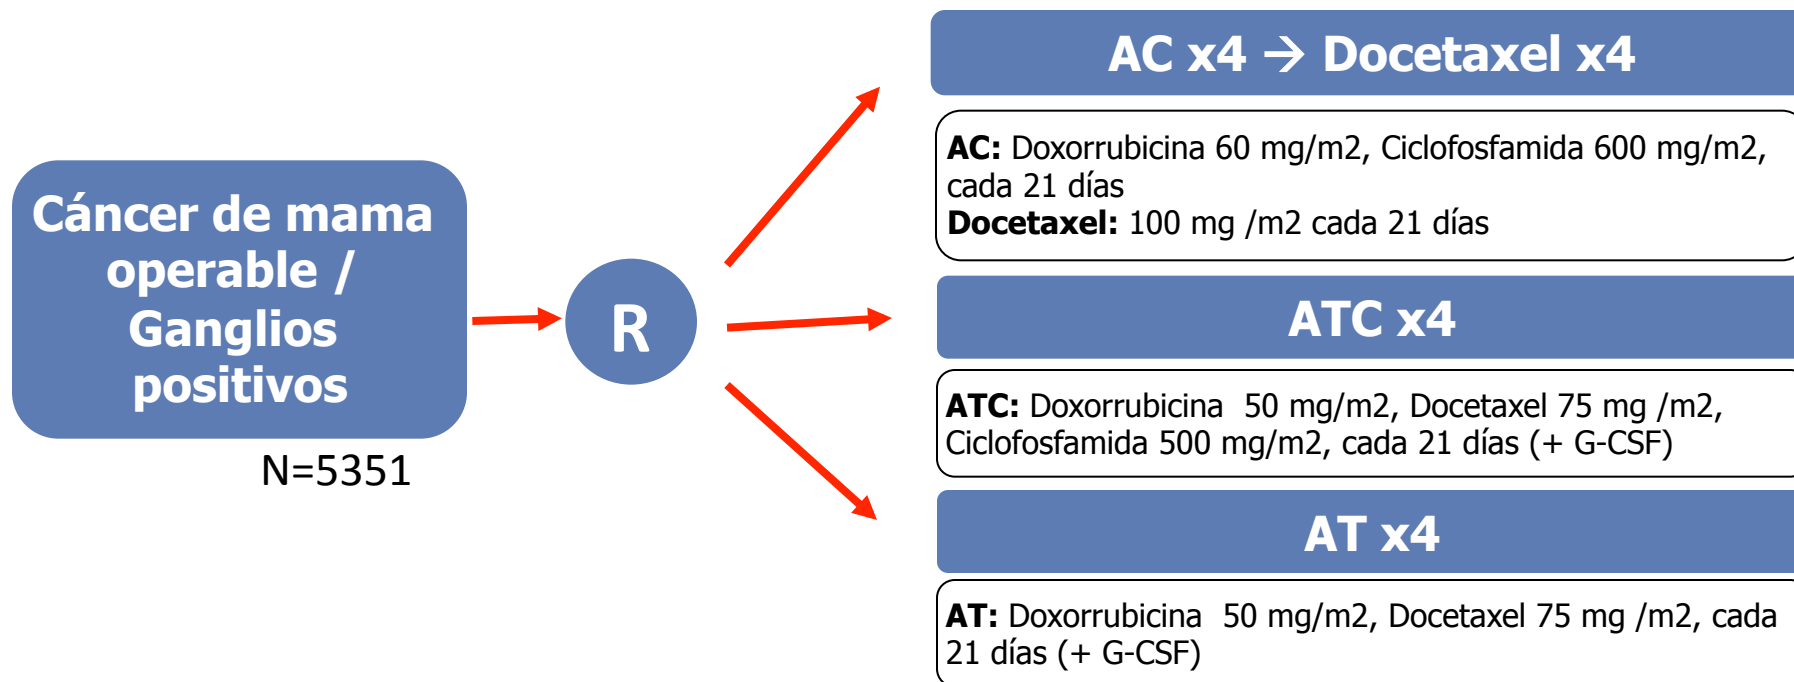 Cáncer de mama
operable /
Ganglios
positivos
N=5351
R
AC x4 → Docetaxel x4
AC: Doxorrubicina 60 mg/m2, Ciclofosfamida 600 mg/m2,
cada 21 días
Docetaxel: 100 mg /m2 cada 21 días
ATC x4
ATC: Doxorrubicina 50 mg/m2, Docetaxel 75 mg /m2,
Ciclofosfamida 500 mg/m2, cada 21 días (+ G-CSF)
AT x4
AT: Doxorrubicina 50 mg/m2, Docetaxel 75 mg /m2, cada
21 días (+ G-CSF)